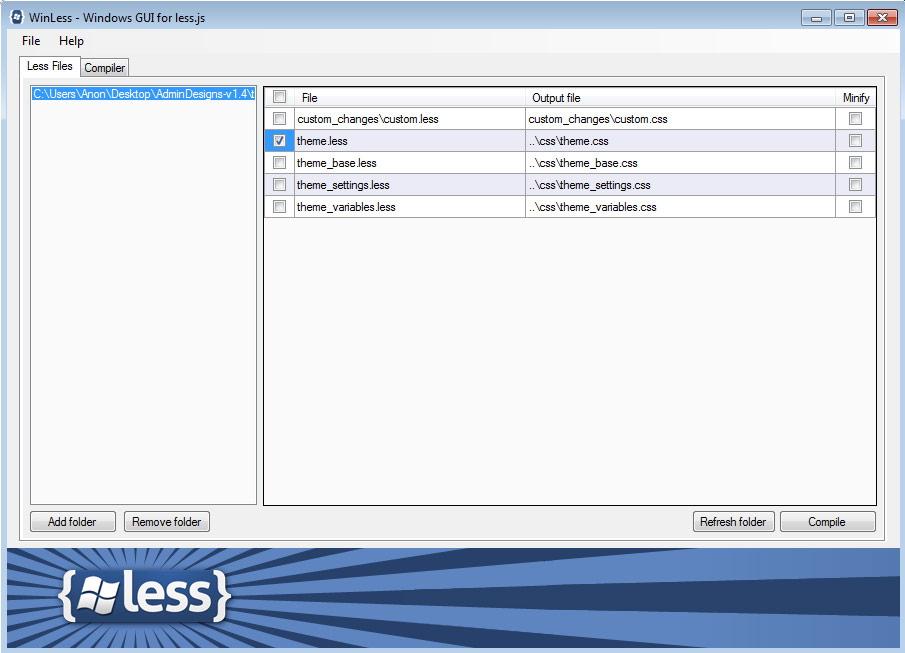 WinLess - Windows GUI for less.js
File Help
Less Files Compiler
C:\Users\Anon\Desktop\AdminDesigns-v1.4\t
File Output file Minify
custom_changes\custom.less custom_changes\custom.css
theme.less ..\css\theme.css
theme_base.less ..\css\theme_base.css
theme_settings.less ..\css\theme_settings.css
theme_variables.less ..\css\theme_variables.css
Add folder Remove folder Refresh folder Compile
{less}